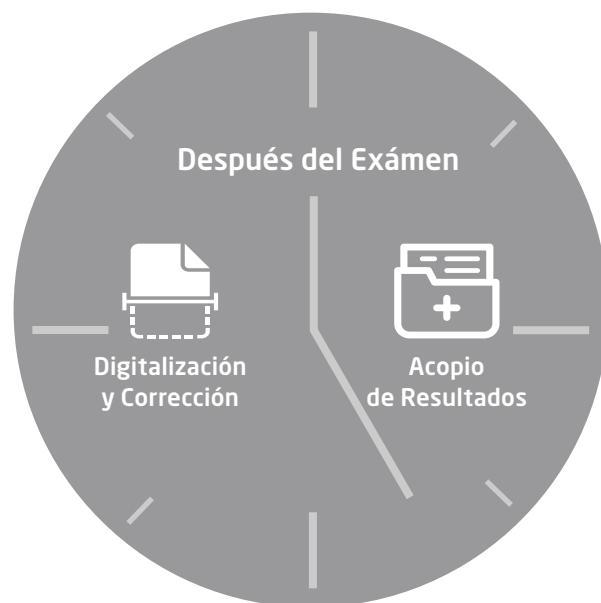 Después del Exámen
Digitalización
y Corrección
Acopio
de Resultados